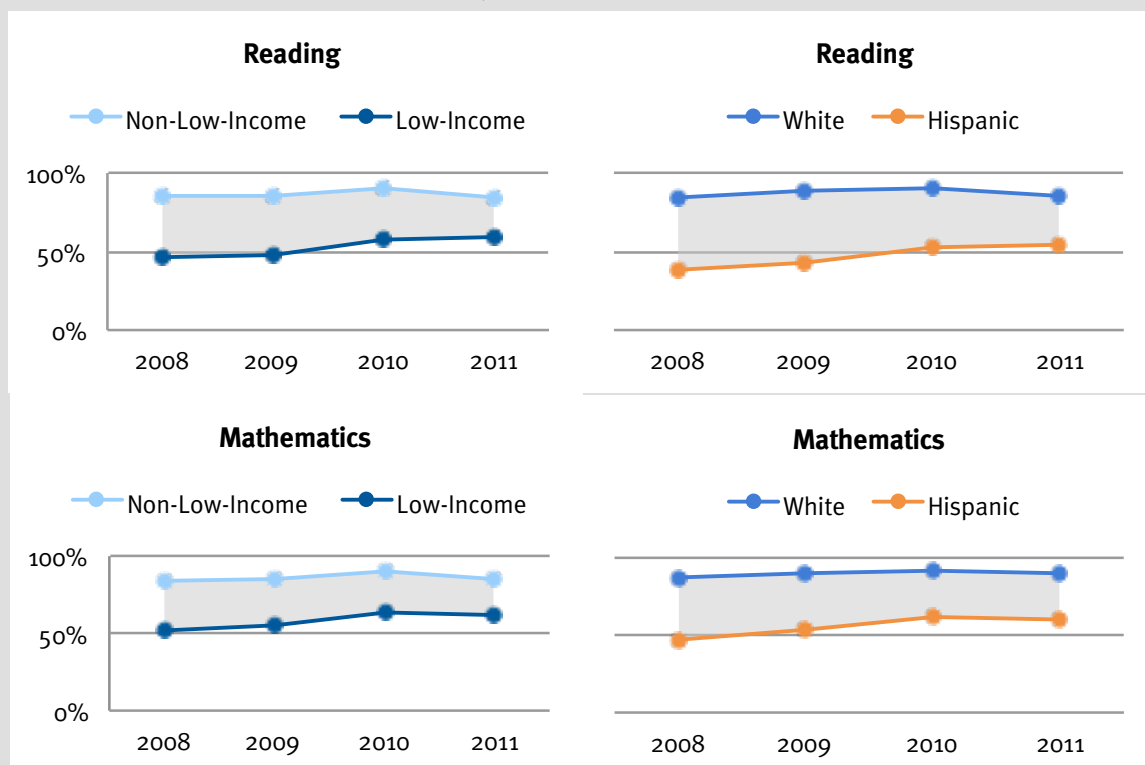 Reading
Non-Low-Income Low-Income
100%
50%
0%
2008 2009 2010 2011
Reading
White Hispanic
2008 2009 2010 2011
Mathematics
Non-Low-Income Low-Income
100%
50%
0%
2008 2009 2010 2011
Mathematics
White Hispanic
2008 2009 2010 2011